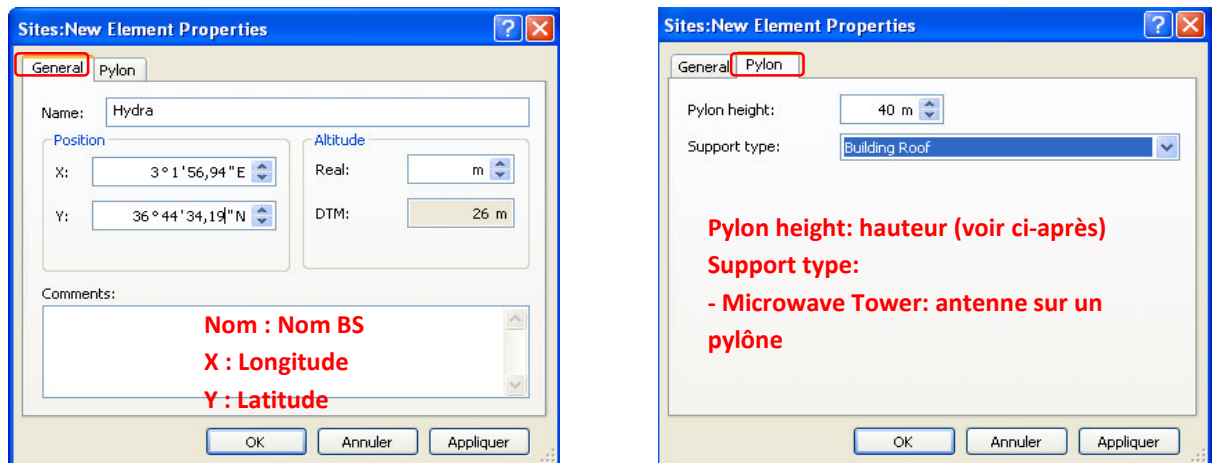 Sites:New Element Properties
General Pylon
Name: Hydra
Position Altitude
X: 3°1'56,94"E Real: m
Y: 36°44'34,19"N DTM: 26 m
Comments:
Nom : Nom BS
X : Longitude
Y : Latitude
OK Annuler Appliquer
Sites:New Element Properties
General Pylon
Pylon height: 40 m
Support type: Building Roof
Pylon height: hauteur (voir ci-après)
Support type:
- Microwave Tower: antenne sur un
pylône
OK Annuler Appliquer